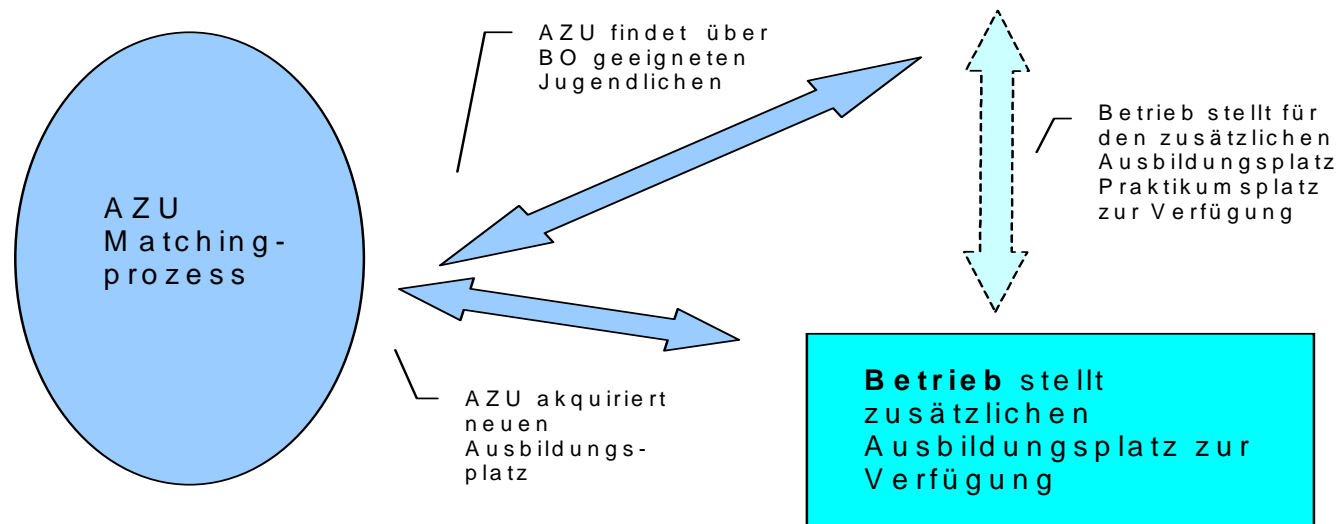 AZU findet über
BO geeigneten
Jugendlichen
Betrieb stellt für
den zusätzlichen
Ausbildungsplatz
Praktikumsplatz
zur Verfügung
AZU
Matching-
prozess
AZU akquiriert
neuen
Ausbildungs-
platz
Betrieb stellt
zusätzlichen
Ausbildungsplatz zur
Verfügung